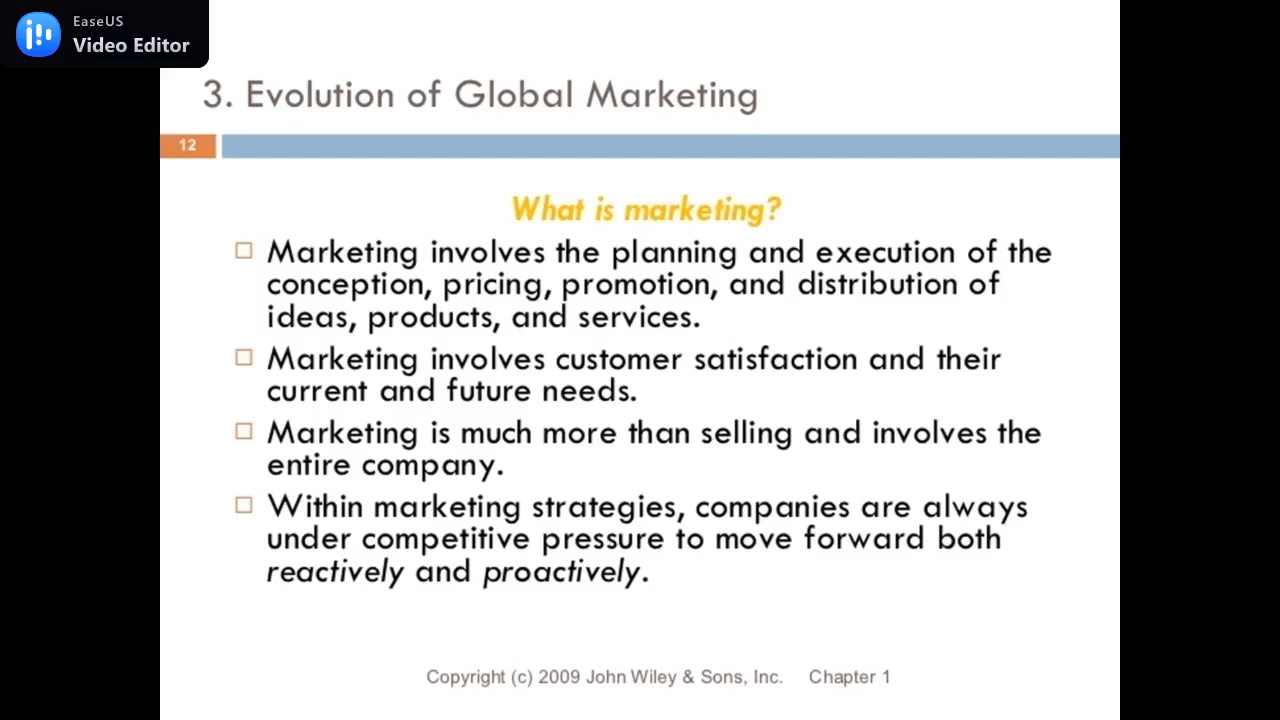 EaseUS
Video Editor
3. Evolution of Global Marketing
12
What is marketing?
Marketing involves the planning and execution of the
conception, pricing, promotion, and distribution of
ideas, products, and services.
Marketing involves customer satisfaction and their
current and future needs.
Marketing is much more than selling and involves the
entire company.
Within marketing strategies, companies are always
under competitive pressure to move forward both
reactively and proactively.
Copyright (c) 2009 John Wiley & Sons, Inc. Chapter 1